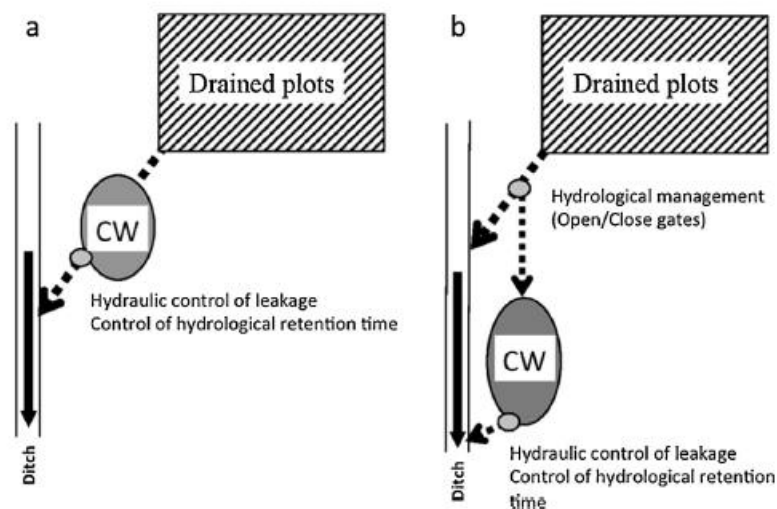 a
Drained plots
CW
Hydraulic control of leakage
Control of hydrological retention time
Ditch
b
Drained plots
Hydrological management
(Open/Close gates)
CW
Hydraulic control of leakage
Control of hydrological retention
time
Ditch